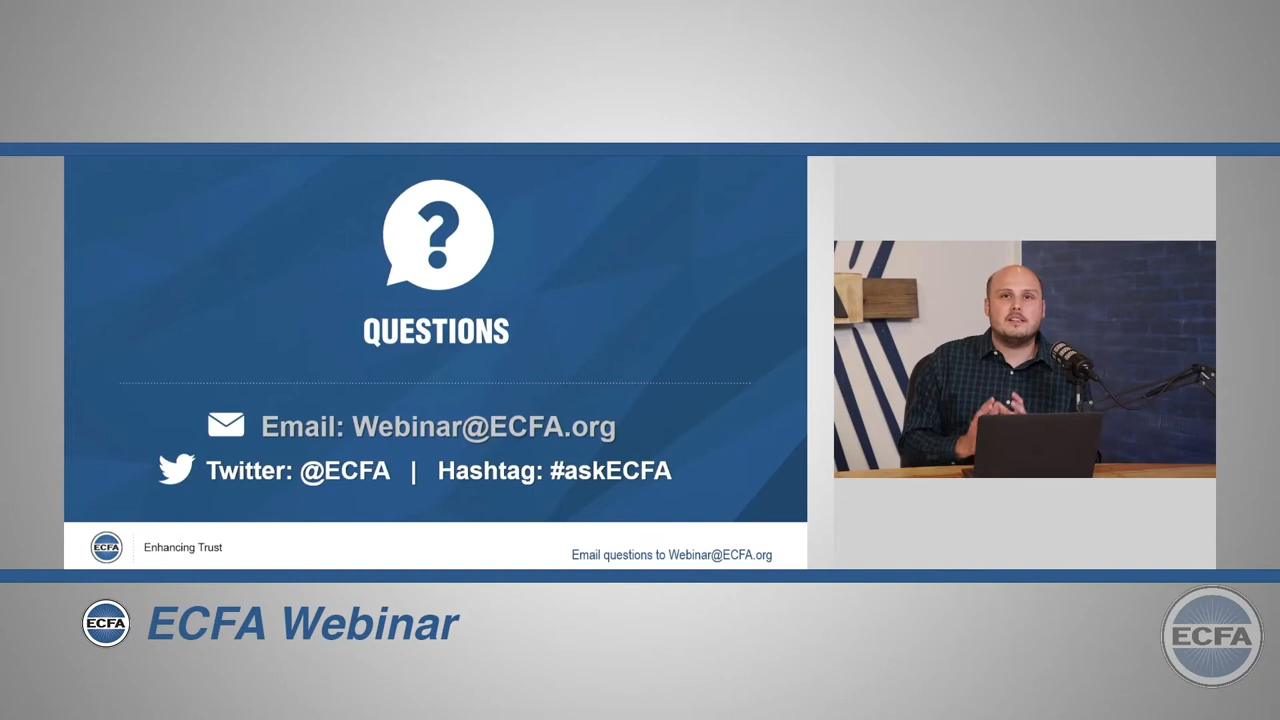 ?
QUESTIONS
Email: Webinar@ECFA.org
Twitter: @ECFA | Hashtag: #askECFA
ECFA
Enhancing Trust
Email questions to Webinar@ECFA.org
ECFA
ECFA Webinar
ECFA